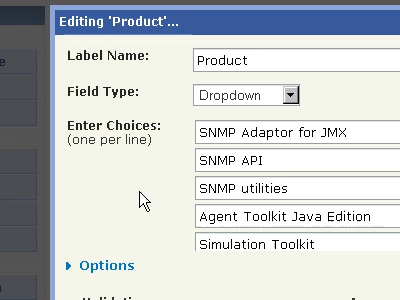 Editing 'Product'...
Label Name:
Product
Field Type:
Dropdown
Enter Choices:
(one per line)
SNMP Adaptor for JMX
SNMP API
SNMP utilities
Agent Toolkit Java Edition
Simulation Toolkit
Options